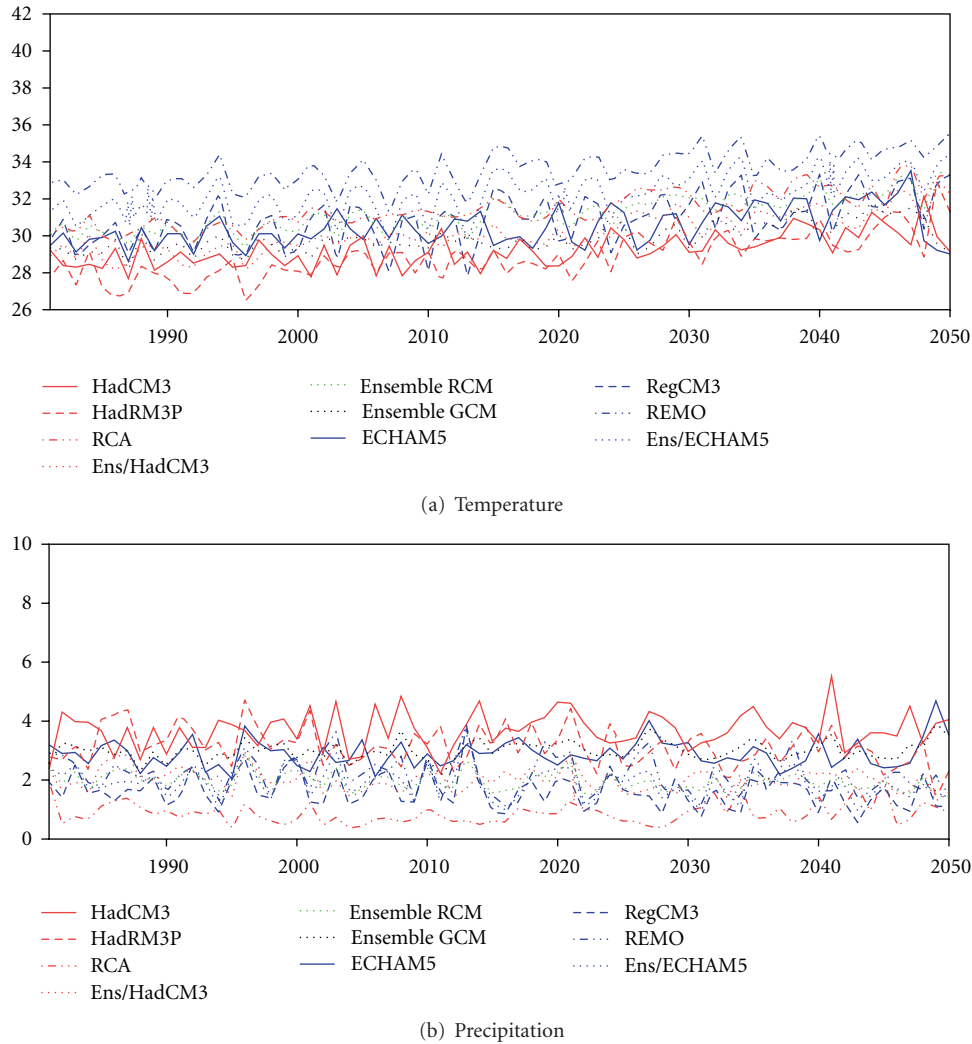 42
40
38
36
34
32
30
28
26
1990 2000 2010 2020 2030 2040 2050
HadCM3 Ensemble RCM RegCM3
HadRM3P Ensemble GCM REMO
RCA ECHAM5 Ens/ECHAM5
Ens/HadCM3
(a) Temperature
10
8
6
4
2
0
1990 2000 2010 2020 2030 2040 2050
HadCM3 Ensemble RCM RegCM3
HadRM3P Ensemble GCM REMO
RCA ECHAM5 Ens/ECHAM5
Ens/HadCM3
(b) Precipitation